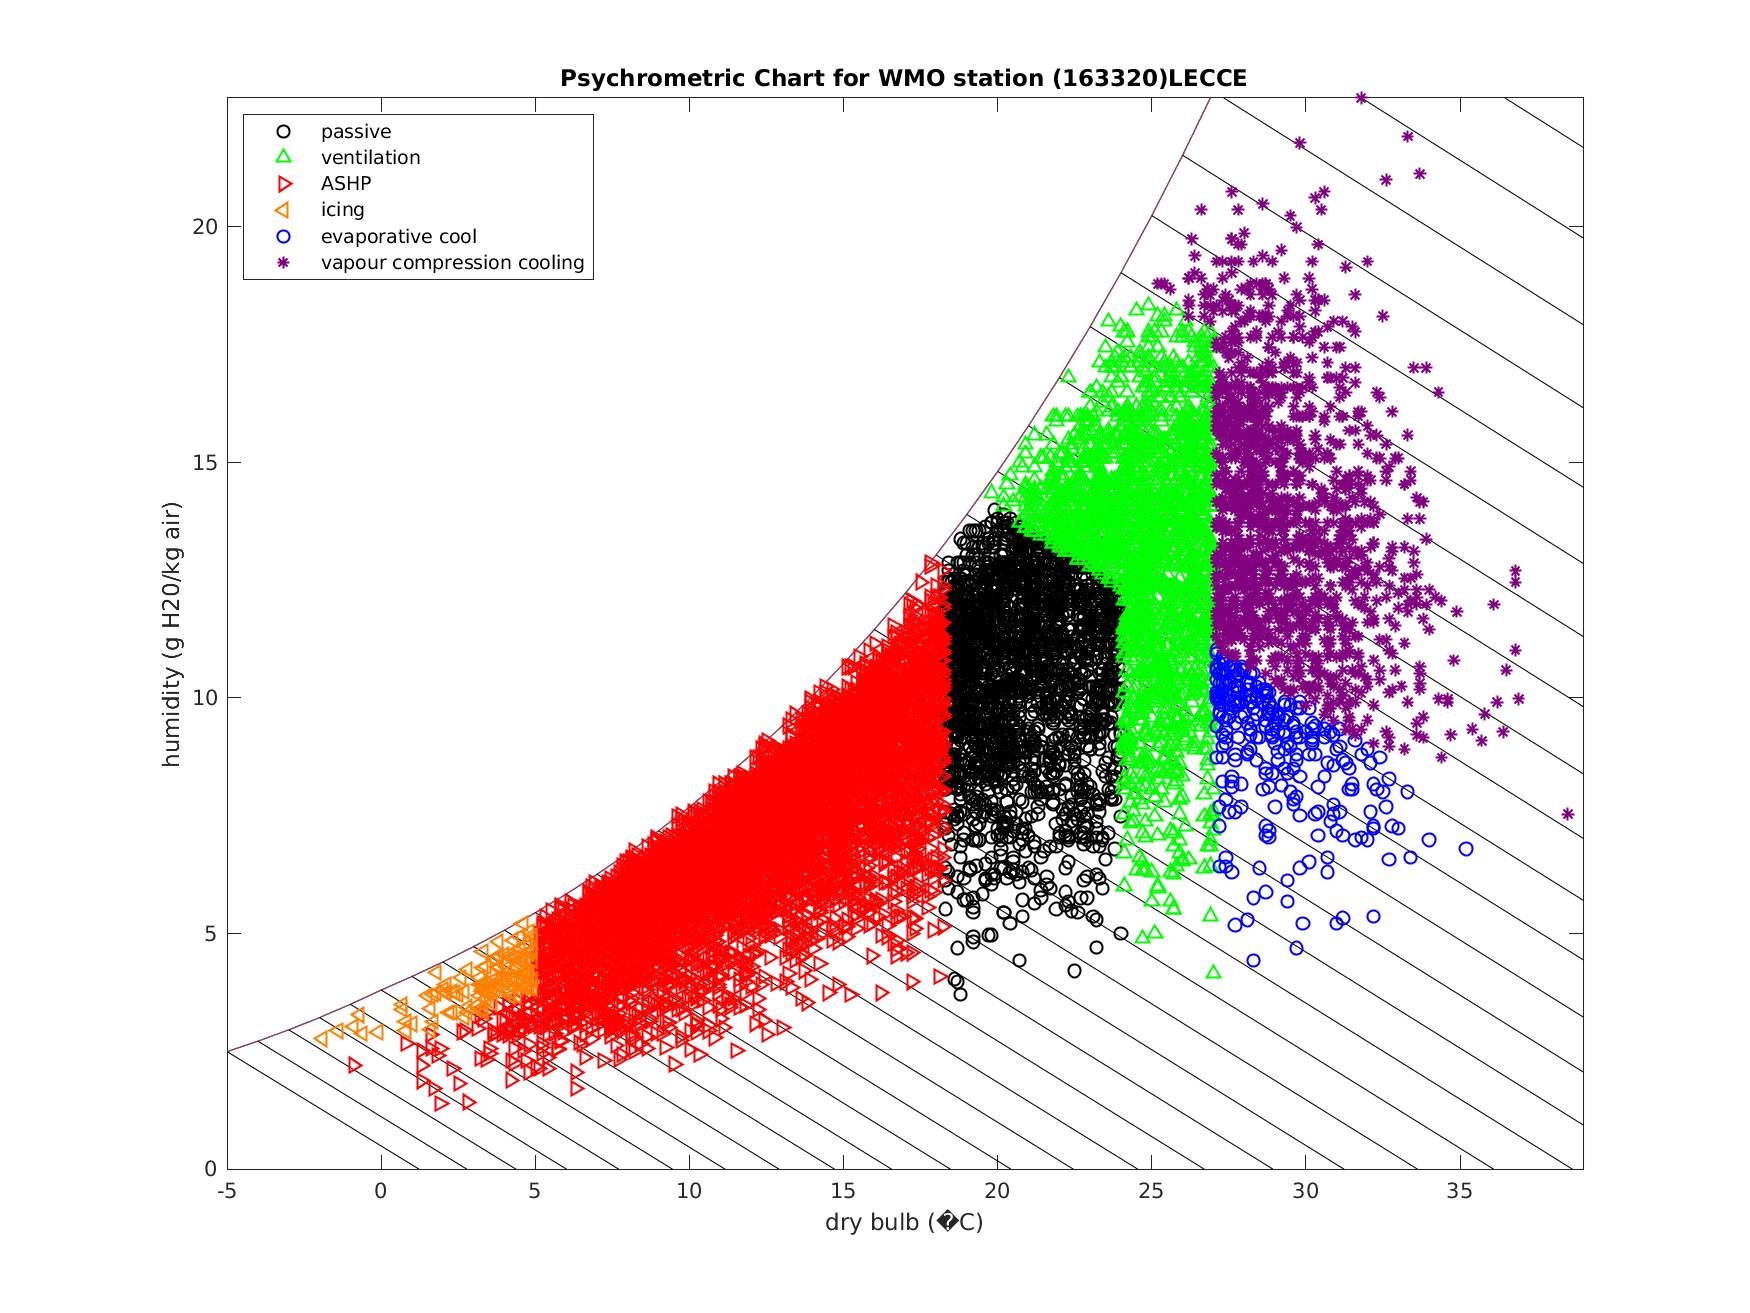 Psychrometric Chart for WMO station (163320)LECCE
passive
ventilation
ASHP
icing
evaporative cool
vapour compression cooling
humidity (g H20/kg air)
20
15
10
5
0
-5 0 5 10 15 20 25 30 35
dry bulb (�C)